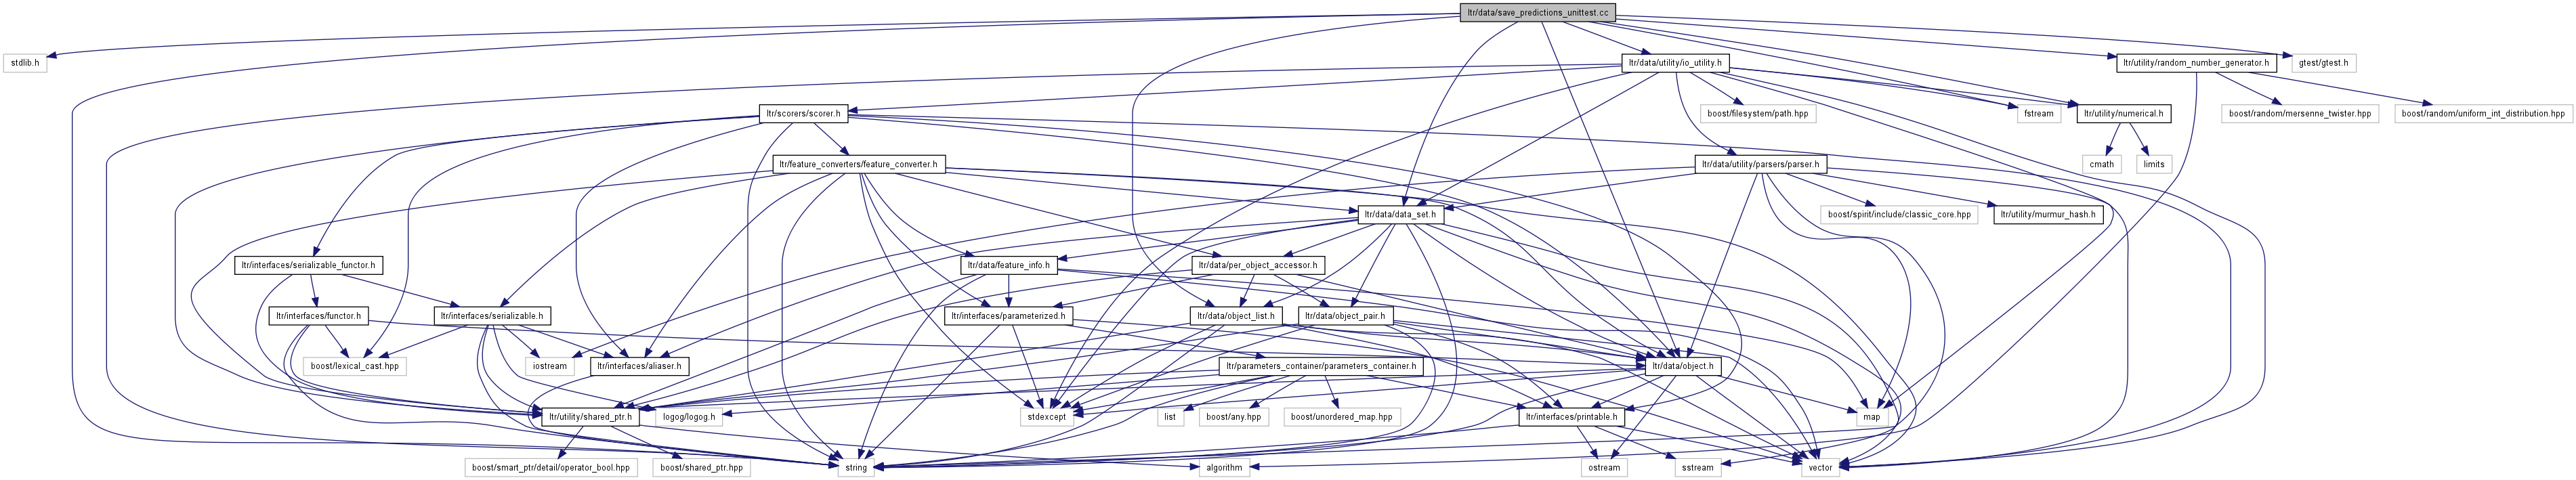 ltr/data/save_predictions_unittest.cc
stdlib.h
ltr/data/utility/io_utility.h
ltr/utility/random_number_generator.h
gtest/gtest.h
ltr/scorers/scorer.h
boost/filesystem/path.hpp
fstream
ltr/utility/numerical.h
boost/random/mersenne_twister.hpp
boost/random/uniform_int_distribution.hpp
ltr/feature_converters/feature_converter.h
ltr/data/utility/parsers/parser.h
cmath
limits
ltr/data/data_set.h
boost/spirit/include/classic_core.hpp
ltr/utility/murmur_hash.h
ltr/interfaces/serializable_functor.h
ltr/data/feature_info.h
ltr/data/per_object_accessor.h
ltr/interfaces/functor.h
ltr/interfaces/serializable.h
ltr/interfaces/parameterized.h
ltr/data/object_list.h
ltr/data/object_pair.h
boost/lexical_cast.hpp
iostream
ltr/interfaces/aliaser.h
ltr/parameters_container/parameters_container.h
ltr/data/object.h
ltr/utility/shared_ptr.h
logog/logog.h
stdexcept
list
boost/any.hpp
boost/unordered_map.hpp
ltr/interfaces/printable.h
map
boost/smart_ptr/detail/operator_bool.hpp
boost/shared_ptr.hpp
string
algorithm
ostream
sstream
vector